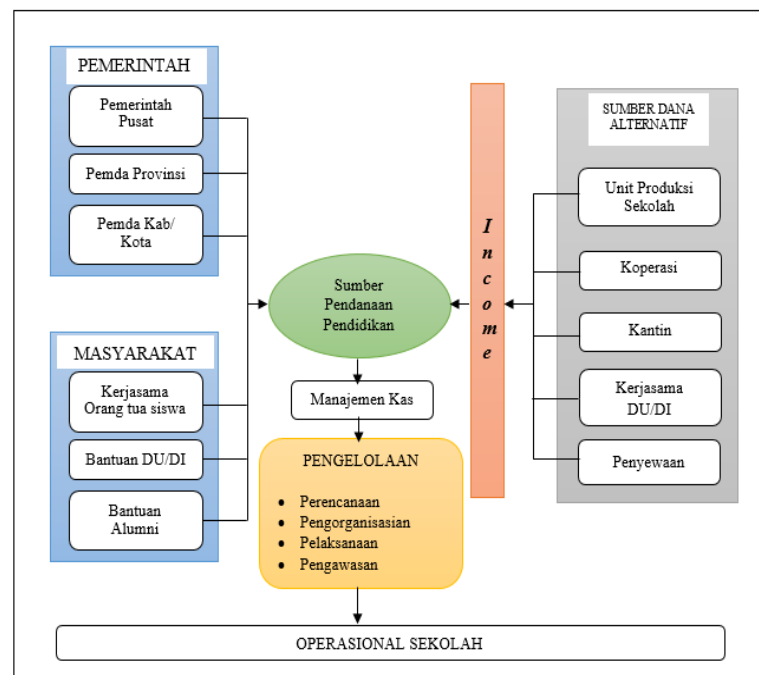 PEMERINTAH
Pemerintah
Pusat
Pemda Provinsi
Pemda Kab/
Kota
MASYARAKAT
Kerjasama
Orang tua siswa
Bantuan DU/DI
Bantuan
Alumni
Sumber
Pendanaan
Pendidikan
Manajemen Kas
PENGELOLAAN
• Perencanaan
• Pengorganisasian
• Pelaksanaan
• Pengawasan
Income
SUMBER DANA
ALTERNATIF
Unit Produksi
Sekolah
Koperasi
Kantin
Kerjasama
DU/DI
Penyewaan
OPERASIONAL SEKOLAH